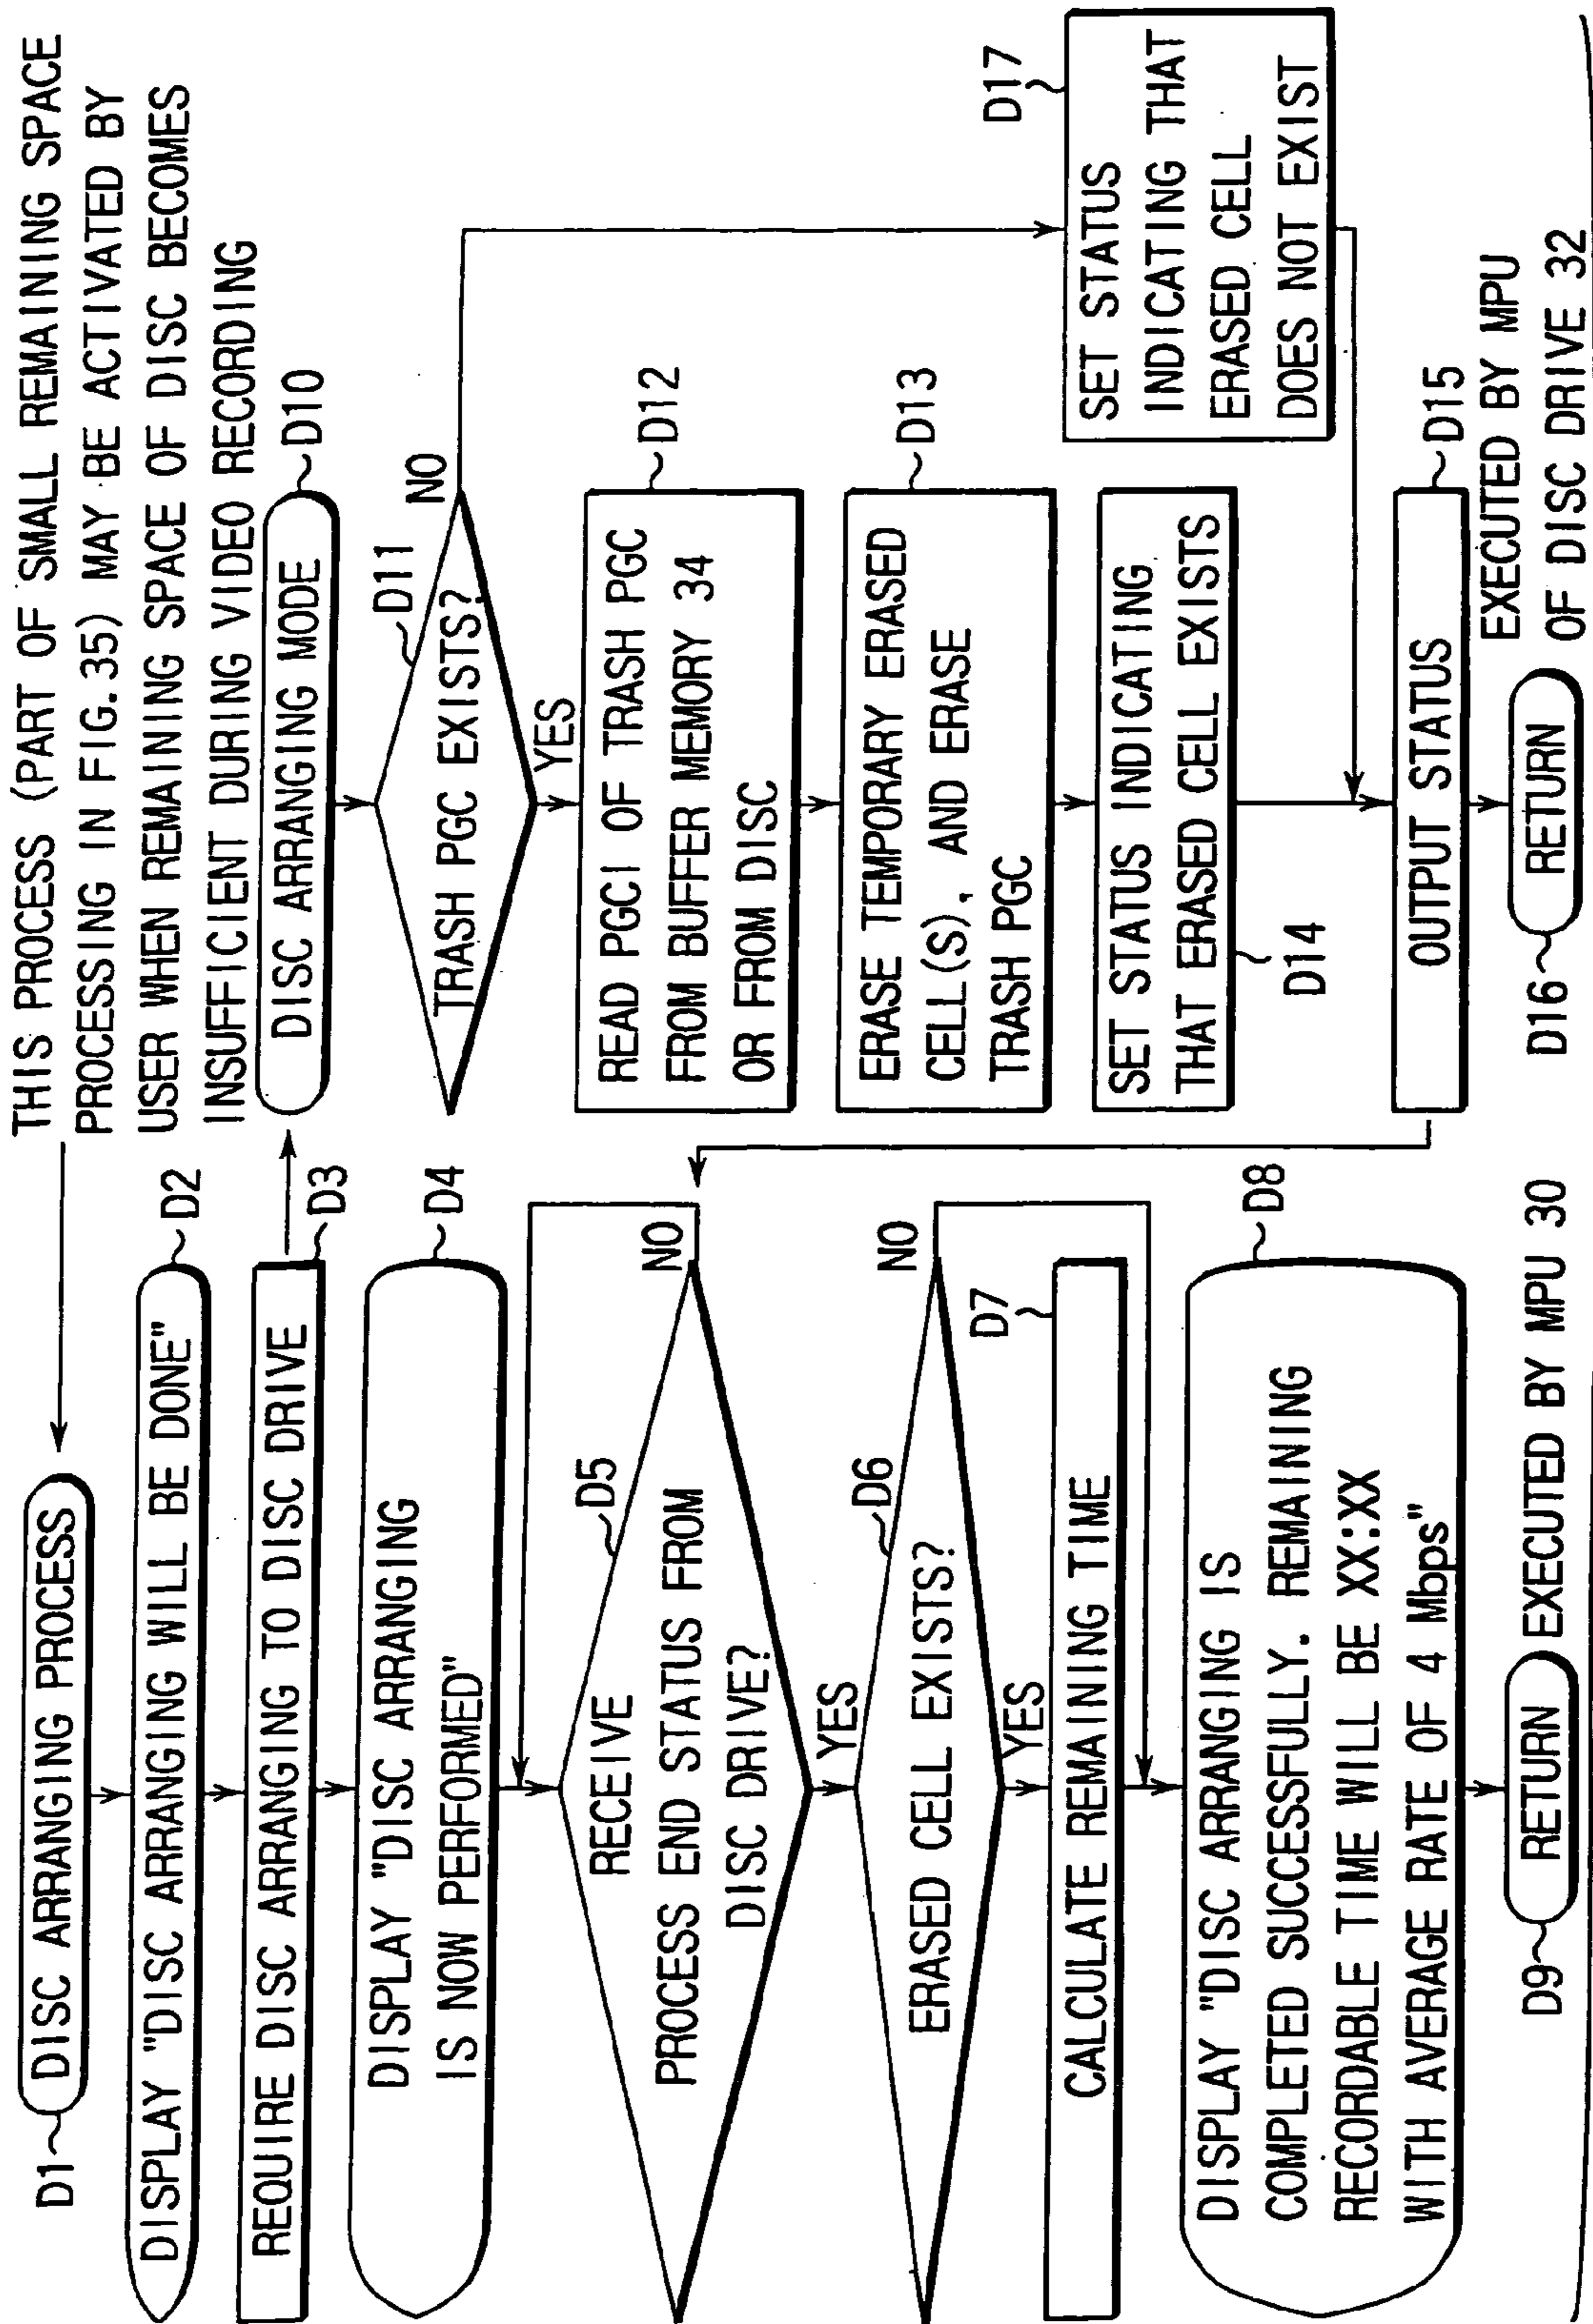 THIS PROCESS (PART OF SMALL REMAINING SPACE
PROCESSING IN FIG.35) MAY BE ACTIVATED BY
USER WHEN REMAINING SPACE OF DISC BECOMES
INSUFFICIENT DURING VIDEO RECORDING
D1
DISC ARRANGING PROCESS
DISPLAY "DISC ARRANGING WILL BE DONE"
D2
REQUIRE DISC ARRANGING TO DISC DRIVE
D3
DISPLAY "DISC ARRANGING
IS NOW PERFORMED"
D4
RECEIVE
PROCESS END STATUS FROM
DISC DRIVE?
D5
NO
YES
ERASED CELL EXISTS?
D6
NO
YES
CALCULATE REMAINING TIME
D7
DISPLAY "DISC ARRANGING IS
COMPLETED SUCCESSFULLY. REMAINING
RECORDABLE TIME WILL BE XX:XX
WITH AVERAGE RATE OF 4 Mbps"
D8
D9
RETURN
EXECUTED BY MPU 30
DISC ARRANGING MODE
D10
TRASH PGC EXISTS?
D11
NO
YES
READ PGCI OF TRASH PGC
FROM BUFFER MEMORY 34
OR FROM DISC
D12
ERASE TEMPORARY ERASED
CELL(S), AND ERASE
TRASH PGC
D13
SET STATUS INDICATING
THAT ERASED CELL EXISTS
D14
SET STATUS
INDICATING THAT
ERASED CELL
DOES NOT EXIST
D17
OUTPUT STATUS
D15
D16
RETURN
EXECUTED BY MPU
OF DISC DRIVE 32